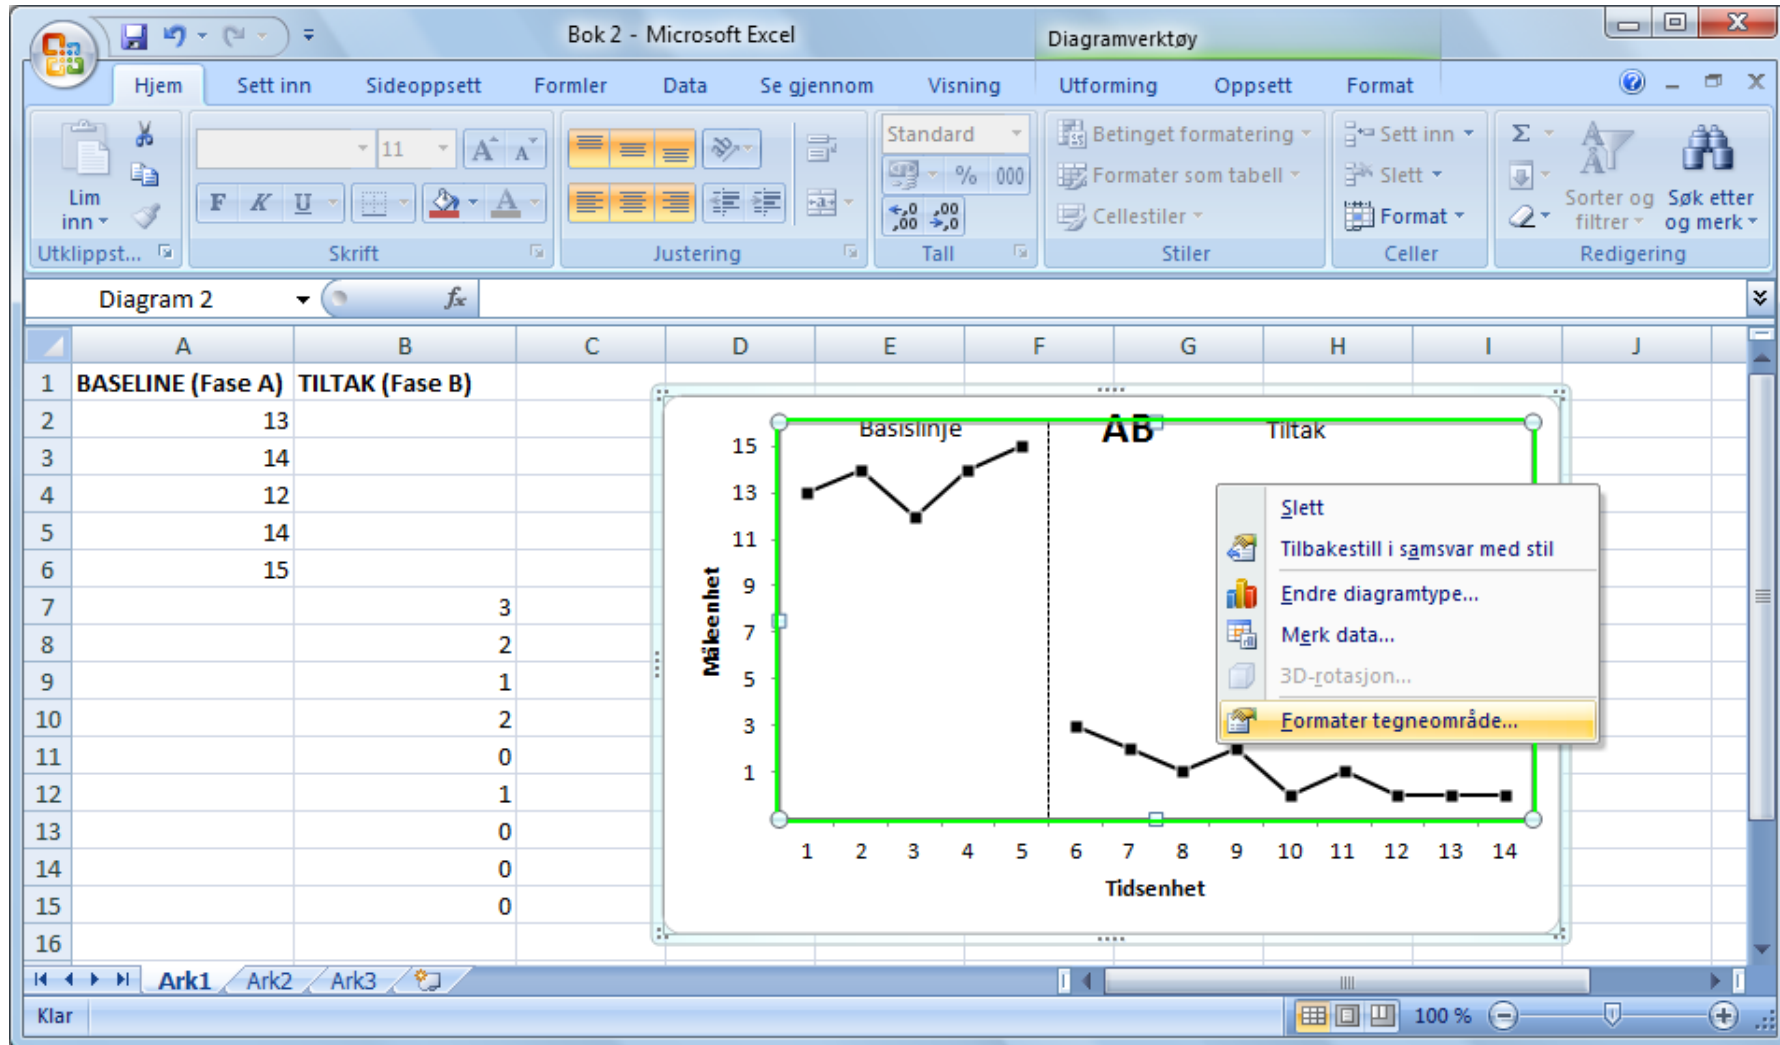 Bok 2 - Microsoft Excel
Diagramverktøy
Hjem Sett inn Sideoppsett Formler Data Se gjennom Visning Utforming Oppsett Format
Lim inn
11
F K U
Standard
% 000
Betinget formatering
Formater som tabell
Cellestiler
Sett inn
Slett
Format
Σ
Sorter og filtrer
Søk etter og merk
Utklippst... Skrift Justering Tall Stiler Celler Redigering
Diagram 2 fx
A B C D E F G H I J
1 BASELINE (Fase A) TILTAK (Fase B)
2 13
3 14
4 12
5 14
6 15
7 3
8 2
9 1
10 2
11 0
12 1
13 0
14 0
15 0
16
Basislinje AB Tiltak
15
13
11
9
7
5
3
1
Måleenhet
1 2 3 4 5 6 7 8 9 10 11 12 13 14
Tidsenhet
Slett
Tilbakestill i samsvar med stil
Endre diagramtype...
Merk data...
3D-rotasjon...
Formater tegneområde...
Ark1 Ark2 Ark3
Klar 100 %